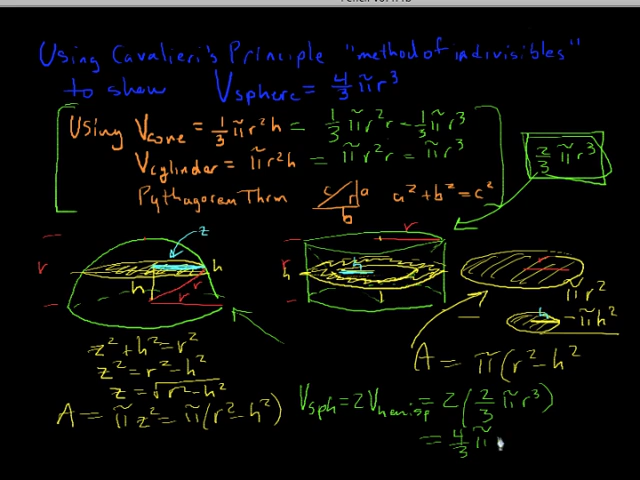 Using Cavalieri's Principle "method of indivisibles"
to show Vsphere = 4/3 πr³
Using Vcone = 1/3 πr²h = 1/3 πr²r = 1/3 πr³
Vcylinder = πr²h = πr²r = πr³
2/3 πr³
Pythagorean Thrm c a b a² + b² = c²
z r
r h h r r
r h h r
πr²
h
− − πh²
z² + h² = r²
z² = r² − h²
z = √r² − h²
A = π(r² − h²
A = πz² = π(r² − h²)
Vsph = 2Vhemisp = 2(2/3 πr³)
= 4/3 π